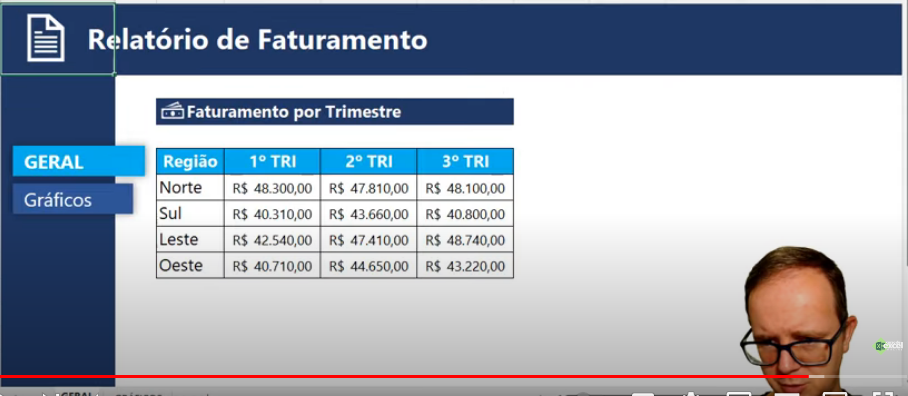 Relatório de Faturamento
Faturamento por Trimestre
GERAL
Gráficos
Região 1º TRI 2º TRI 3º TRI
Norte R$ 48.300,00 R$ 47.810,00 R$ 48.100,00
Sul R$ 40.310,00 R$ 43.660,00 R$ 40.800,00
Leste R$ 42.540,00 R$ 47.410,00 R$ 48.740,00
Oeste R$ 40.710,00 R$ 44.650,00 R$ 43.220,00